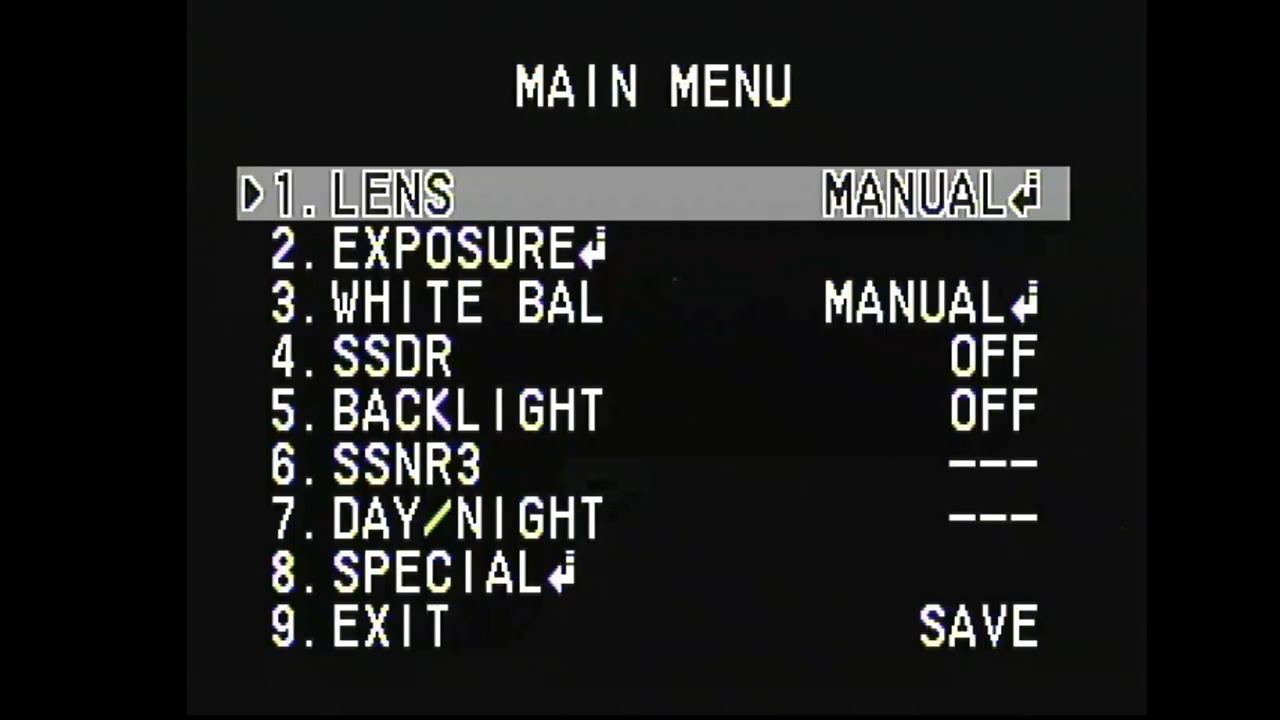 MAIN MENU
1. LENS MANUAL↲
2. EXPOSURE↲
3. WHITE BAL MANUAL↲
4. SSDR OFF
5. BACKLIGHT OFF
6. SSNR3 ---
7. DAY/NIGHT ---
8. SPECIAL↲
9. EXIT SAVE